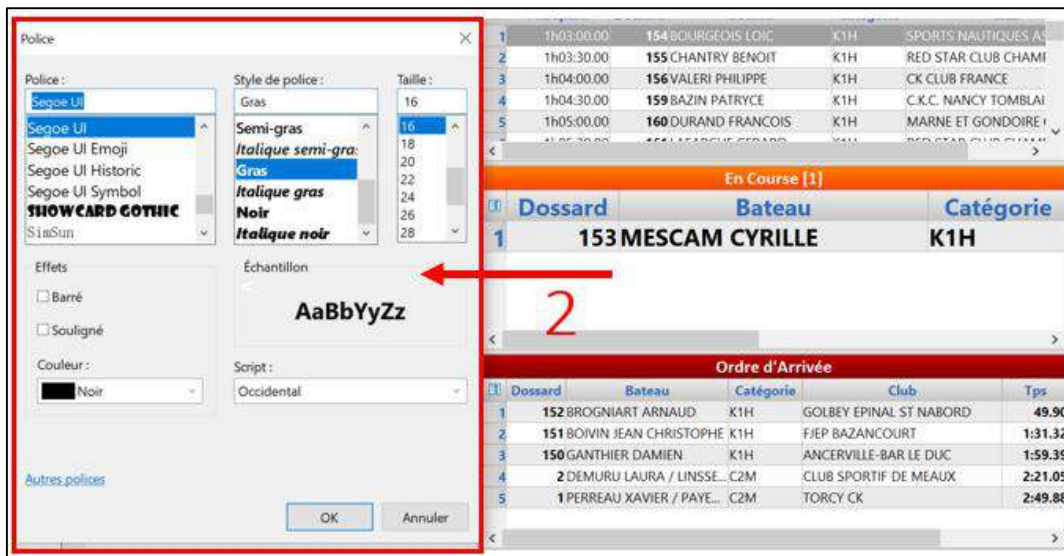 Police
Police :
Style de police :
Taille :
Segoe UI
Gras
16
Segoe UI
Segoe UI Emoji
Segoe UI Historic
Segoe UI Symbol
SHOWCARD GOTHIC
SimSun
Semi-gras
Italique semi-gra
Gras
Italique gras
Noir
Italique noir
16
18
20
22
24
26
28
Effets
Barré
Souligné
Couleur :
Noir
Échantillon
AaBbYyZz
Script :
Occidental
Autres polices
OK
Annuler
1 1h03:00.00 154 BOURGEOIS LOIC K1H SPORTS NAUTIQUES AS
2 1h03:30.00 155 CHANTRY BENOIT K1H RED STAR CLUB CHAMP
3 1h04:00.00 156 VALERI PHILIPPE K1H CK CLUB FRANCE
4 1h04:30.00 159 BAZIN PATRYCE K1H C.K.C. NANCY TOMBLAI
5 1h05:00.00 160 DURAND FRANCOIS K1H MARNE ET GONDOIRE
En Course [1]
Dossard Bateau Catégorie
1 153 MESCAM CYRILLE K1H
2
Ordre d'Arrivée
Dossard Bateau Catégorie Club Tps
1 152 BROGNIART ARNAUD K1H GOLBEY EPINAL ST NABORD 49.90
2 151 BOIVIN JEAN CHRISTOPHE K1H FJEP BAZANCOURT 1:31.32
3 150 GANTHIER DAMIEN K1H ANCERVILLE-BAR LE DUC 1:59.39
4 2 DEMURU LAURA / LINSSE... C2M CLUB SPORTIF DE MEAUX 2:21.05
5 1 PERREAU XAVIER / PAYE... C2M TORCY CK 2:49.88